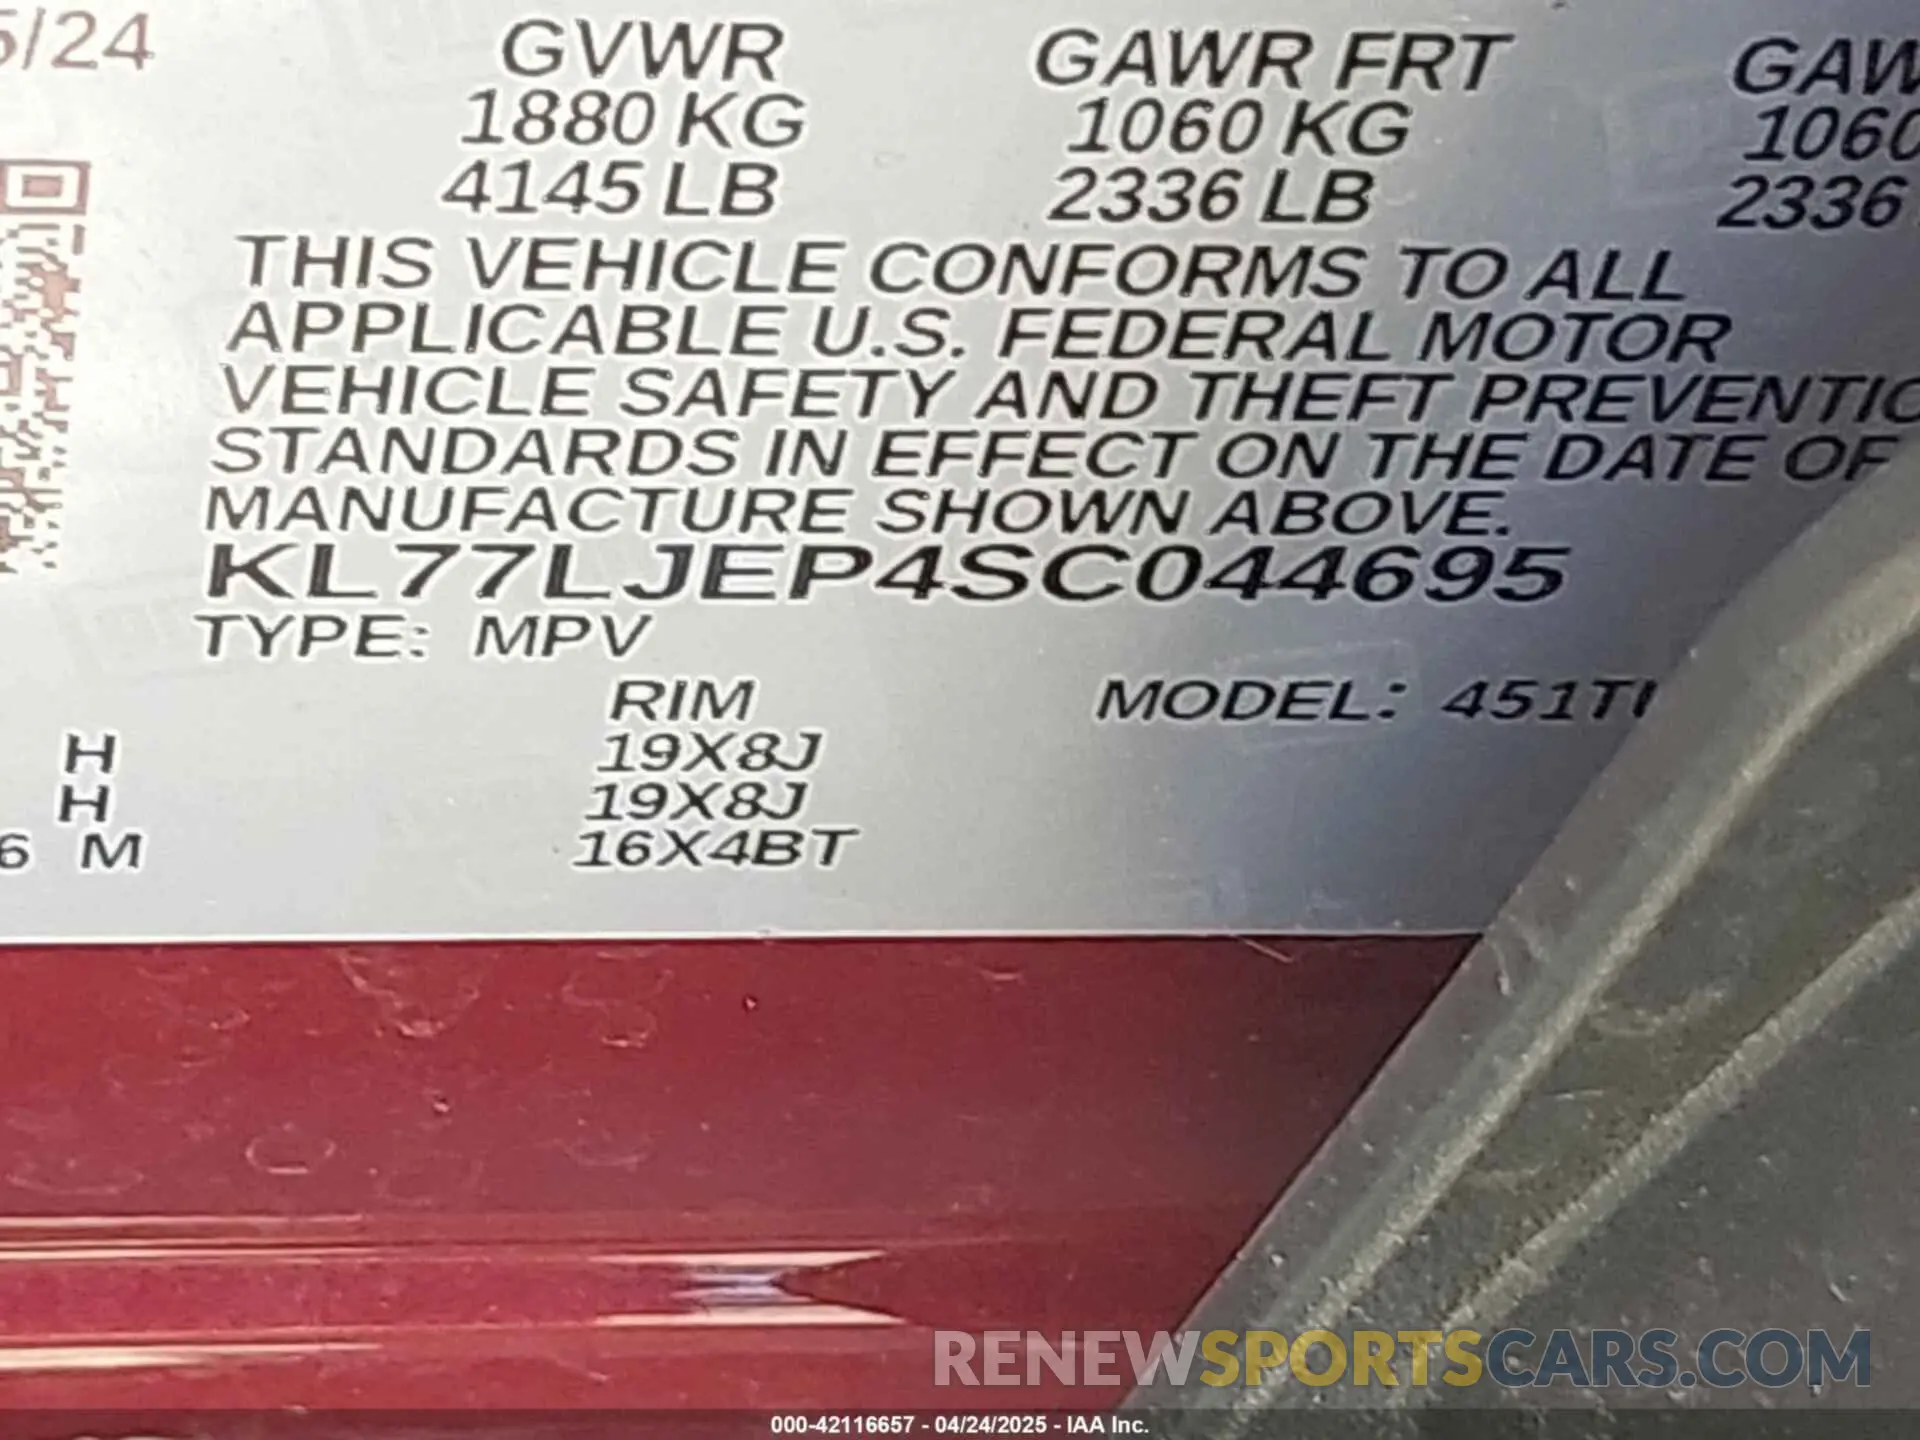 5/24
GVWR GAWR FRT GAW
1880 KG 1060 KG 1060
4145 LB 2336 LB 2336
THIS VEHICLE CONFORMS TO ALL
APPLICABLE U.S. FEDERAL MOTOR
VEHICLE SAFETY AND THEFT PREVENTIO
STANDARDS IN EFFECT ON THE DATE OF
MANUFACTURE SHOWN ABOVE.
KL77LJEP4SC044695
TYPE: MPV
RIM MODEL: 451T
H 19X8J
H 19X8J
6 M 16X4BT
RENEWSPORTSCARS.COM
000-42116657 - 04/24/2025 - IAA Inc.